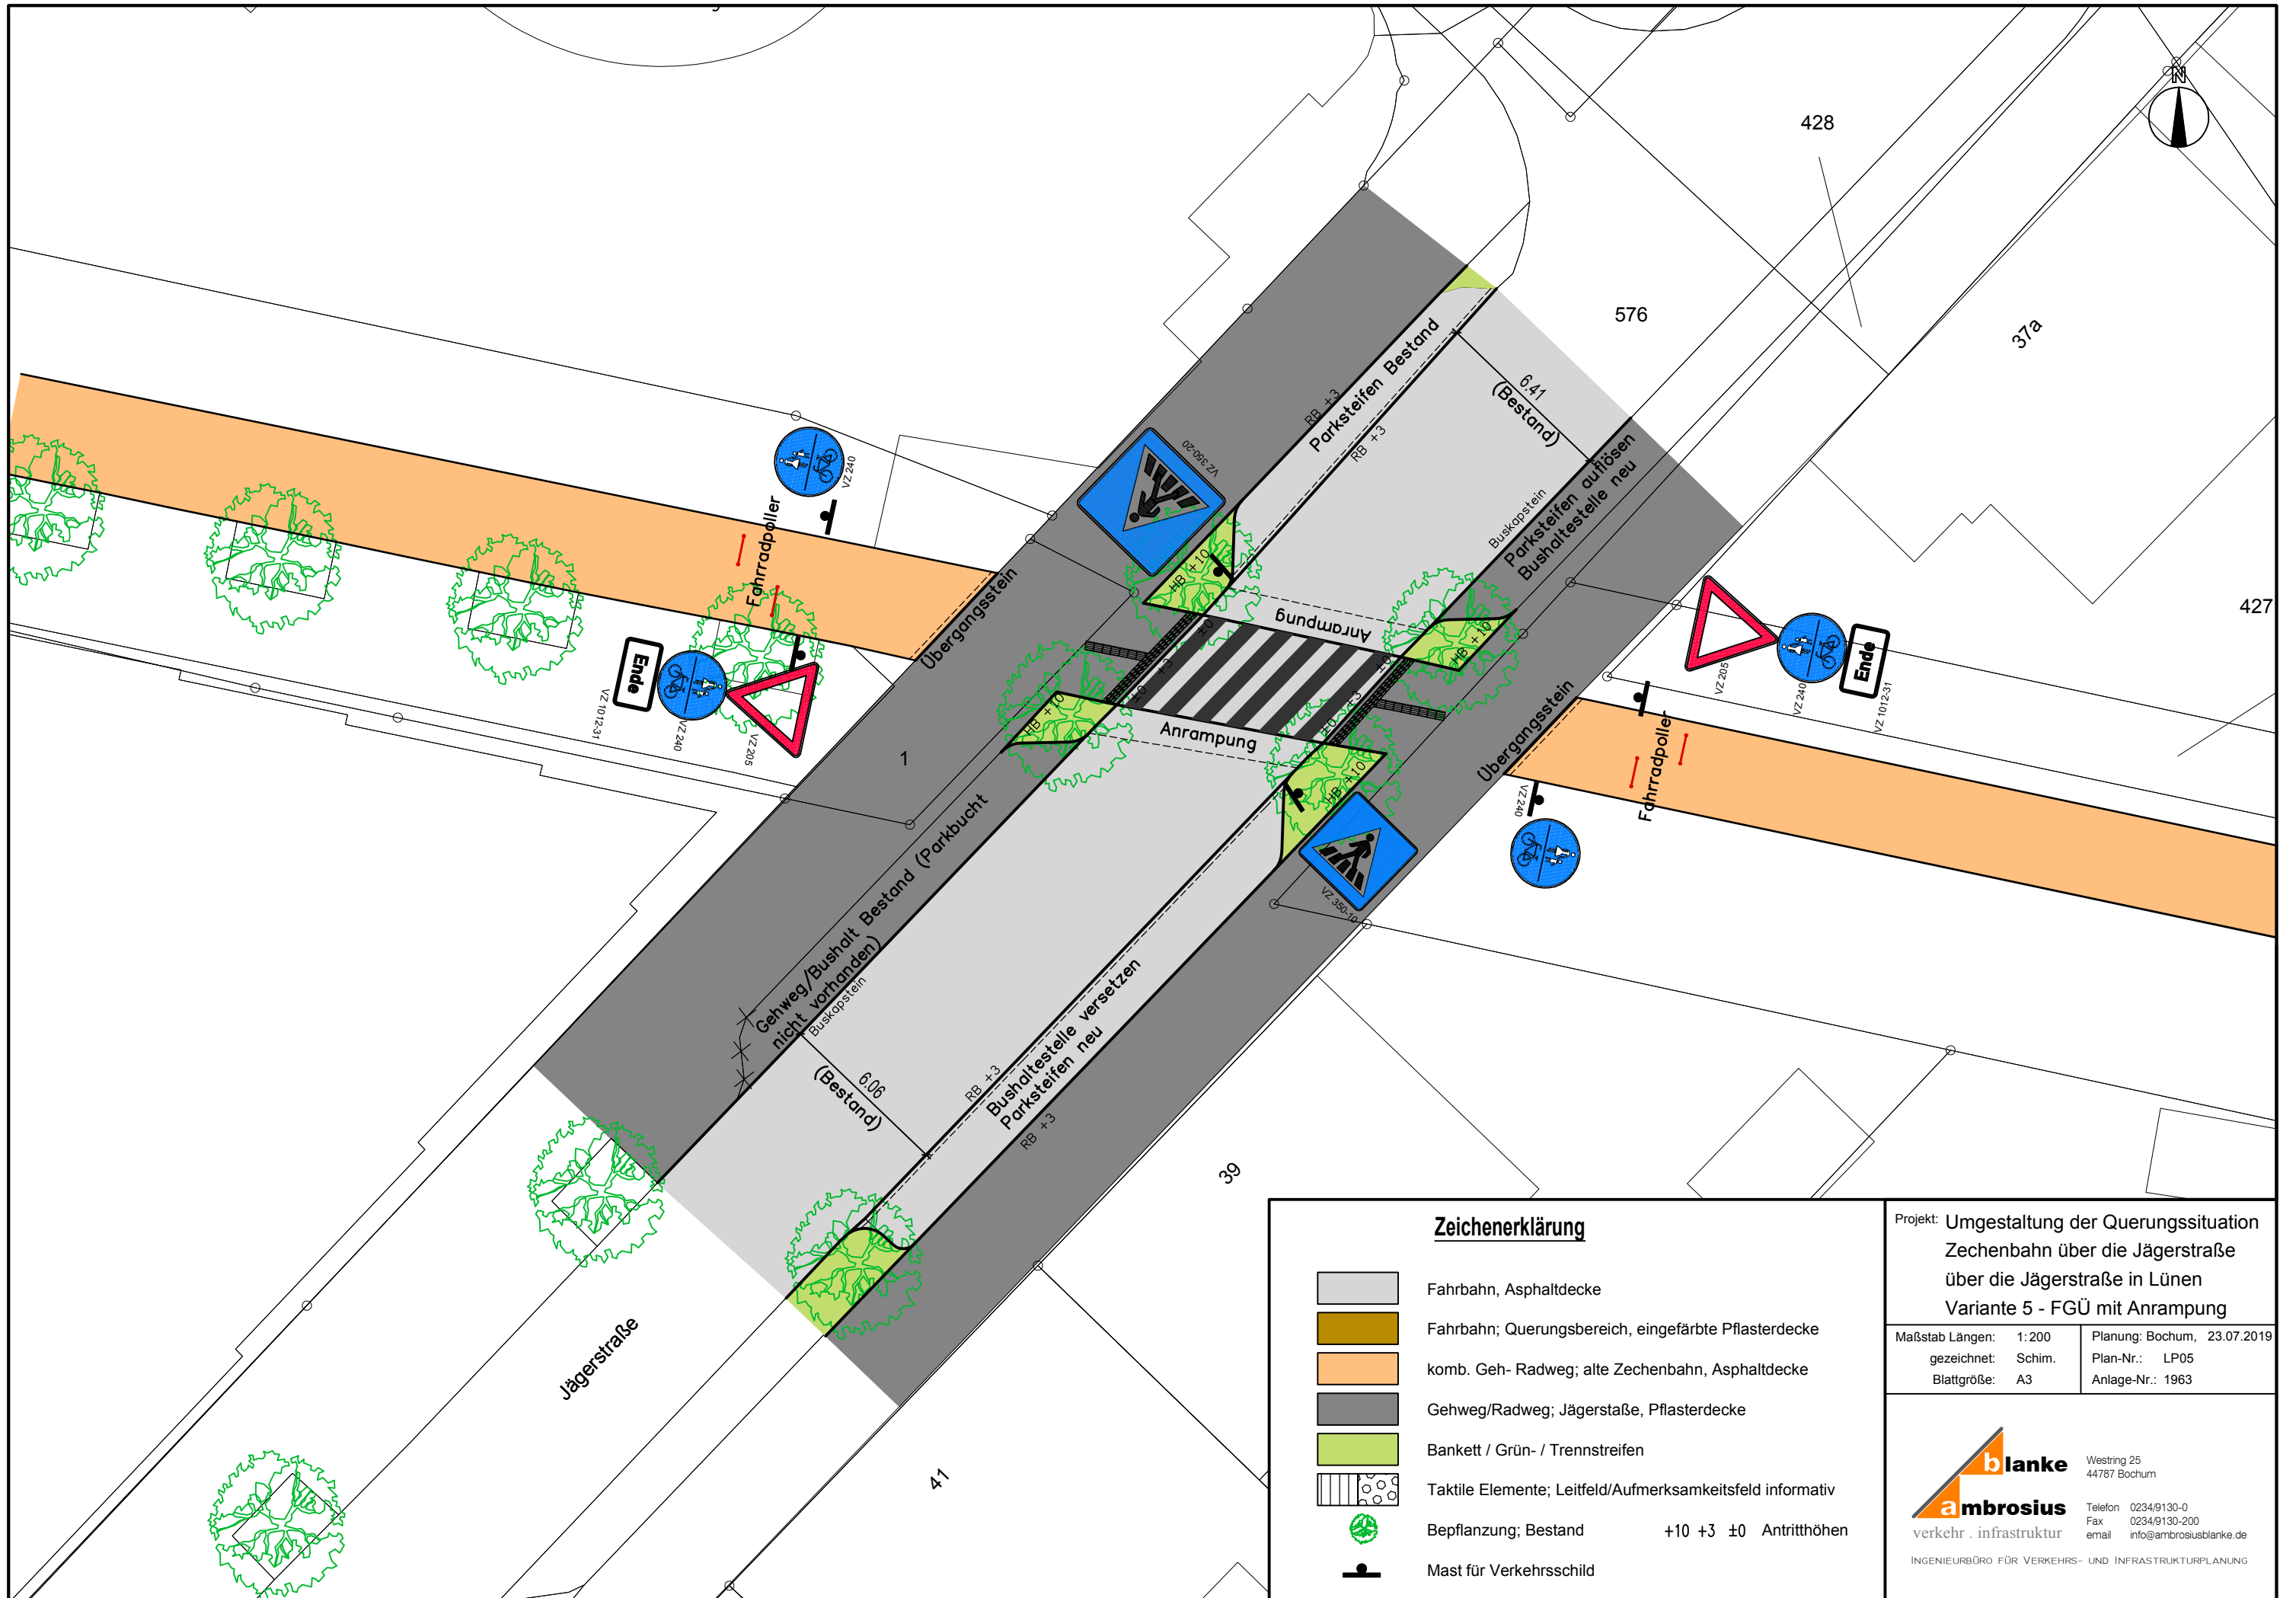 N
428
576
37a
427
Parksteifen Bestand
RB +3
RB +3
6.41
(Bestand)
Buskapstein
Parksteifen auflösen
Bushaltestelle neu
VZ 350-20
VZ 240
Fahrradpoller
Übergangsstein
HB +10
Anrampung
HB +10
±0
+3
±0
±0
+3
±0
Ende
VZ 1012-31
VZ 240
VZ 205
HB +10
Anrampung
HB +10
VZ 350-10
1
Übergangsstein
Fahrradpoller
VZ 205
VZ 240
Ende
VZ 1012-31
VZ 240
Gehweg/Bushalt Bestand (Parkbucht
nicht vorhanden)
Buskapstein
6.06
(Bestand)
RB +3
Bushaltestelle versetzen
Parksteifen neu
RB +3
39
41
Jägerstraße
Zeichenerklärung
Fahrbahn, Asphaltdecke
Fahrbahn; Querungsbereich, eingefärbte Pflasterdecke
komb. Geh- Radweg; alte Zechenbahn, Asphaltdecke
Gehweg/Radweg; Jägerstaße, Pflasterdecke
Bankett / Grün- / Trennstreifen
Taktile Elemente; Leitfeld/Aufmerksamkeitsfeld informativ
Bepflanzung; Bestand +10 +3 ±0 Antritthöhen
Mast für Verkehrsschild
Projekt: Umgestaltung der Querungssituation
Zechenbahn über die Jägerstraße
über die Jägerstraße in Lünen
Variante 5 - FGÜ mit Anrampung
Maßstab Längen: 1:200
gezeichnet: Schim.
Blattgröße: A3
Planung: Bochum, 23.07.2019
Plan-Nr.: LP05
Anlage-Nr.: 1963
blanke
ambrosius
verkehr . infrastruktur
Westring 25
44787 Bochum
Telefon 0234/9130-0
Fax 0234/9130-200
email info@ambrosiusblanke.de
INGENIEURBÜRO FÜR VERKEHRS- UND INFRASTRUKTURPLANUNG